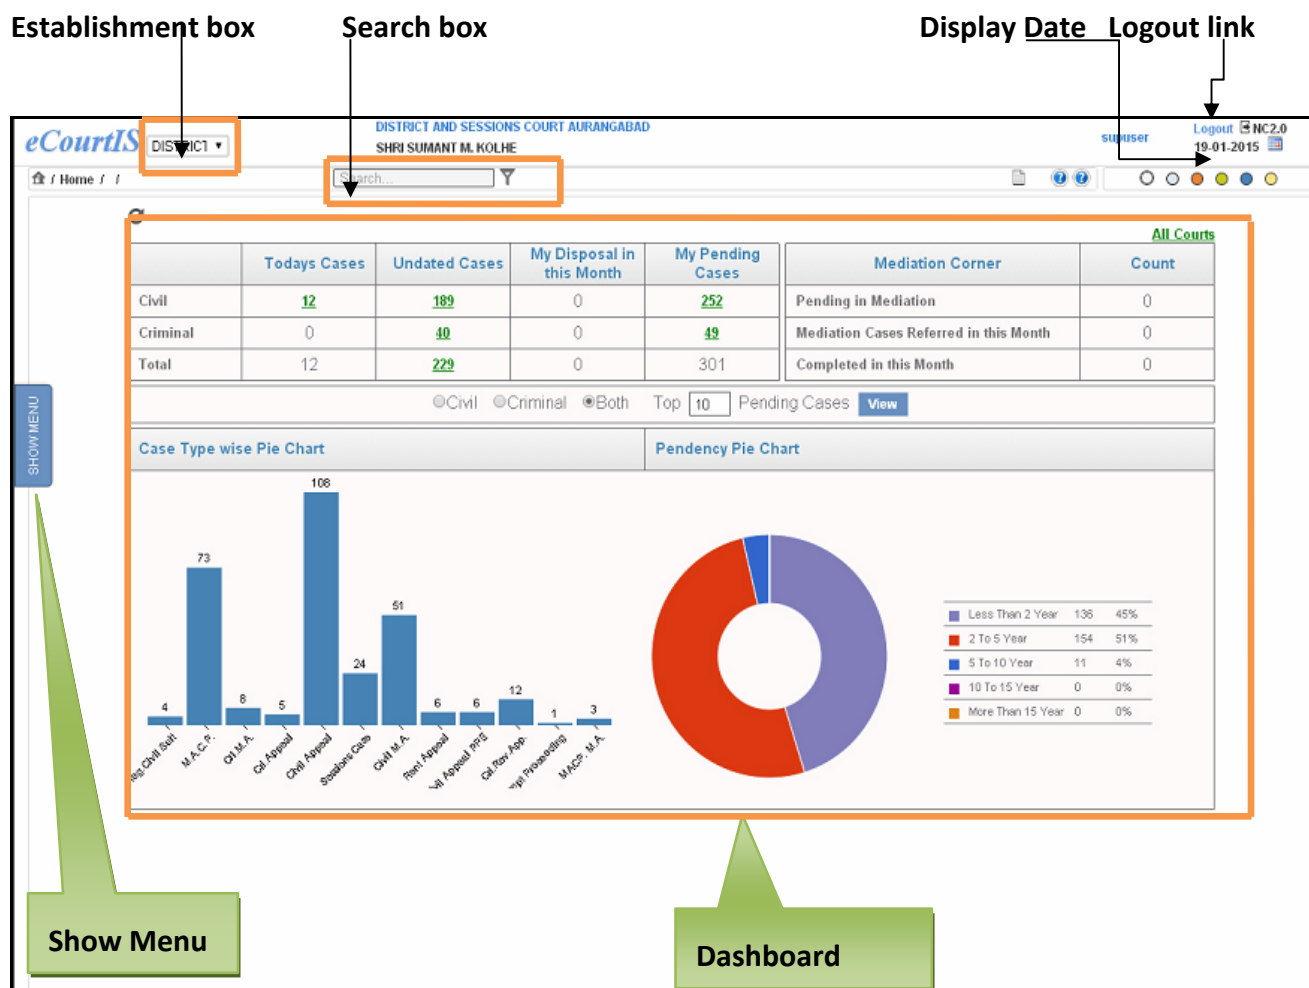 Establishment box Search box Display Date Logout link
eCourtIS DISTRICT DISTRICT AND SESSIONS COURT AURANGABAD supuser Logout NC2.0
SHRI SUMANT M. KOLHE 19-01-2015
/ Home / / Search...
All Courts
Todays Cases Undated Cases My Disposal in this Month My Pending Cases Mediation Corner Count
Civil 12 189 0 252 Pending in Mediation 0
Criminal 0 40 0 49 Mediation Cases Referred in this Month 0
Total 12 229 0 301 Completed in this Month 0
SHOW MENU
Civil Criminal Both Top 10 Pending Cases View
Case Type wise Pie Chart Pendency Pie Chart
4 73 8 5 108 24 51 6 6 12 1 3
Reg.Civil Suit M.A.C.P. Cri.M.A. Cri.Appeal Civil Appeal Sessions Case Civil M.A. Rent Appeal Civil Appeal PPE Cri.Rev.App. Proceeding MACP. M.A.
Less Than 2 Year 136 45%
2 To 5 Year 154 51%
5 To 10 Year 11 4%
10 To 15 Year 0 0%
More Than 15 Year 0 0%
Show Menu
Dashboard